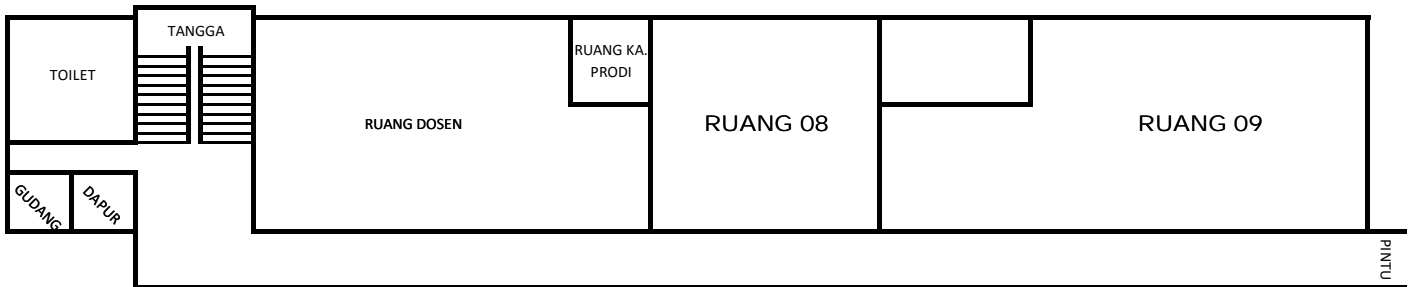 TANGGA
TOILET
RUANG KA.
PRODI
RUANG DOSEN
RUANG 08
RUANG 09
GUDANG
DAPUR
PINTU